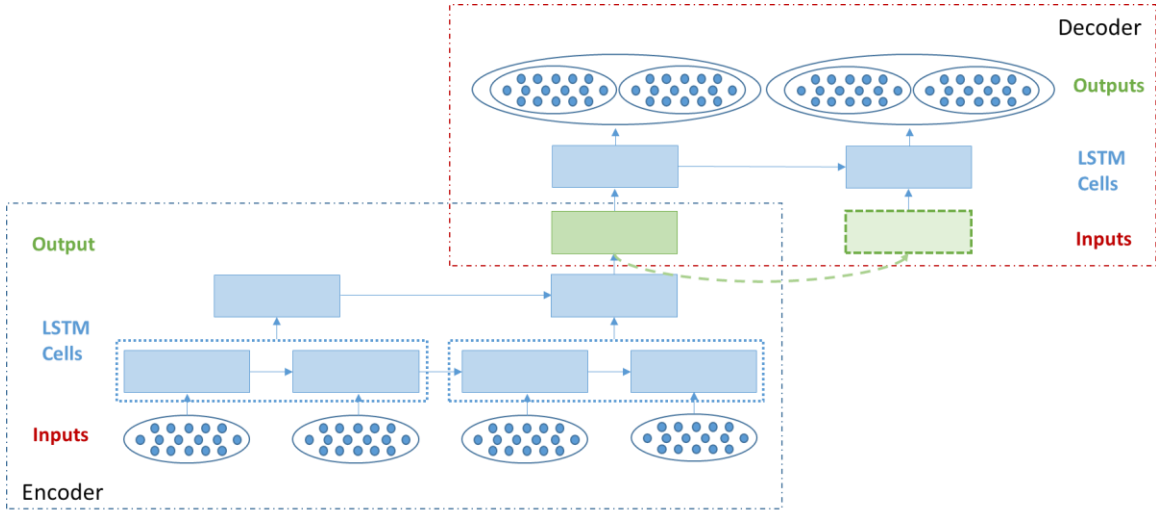 Decoder
Outputs
LSTM
Cells
Inputs
Output
LSTM
Cells
Inputs
Encoder